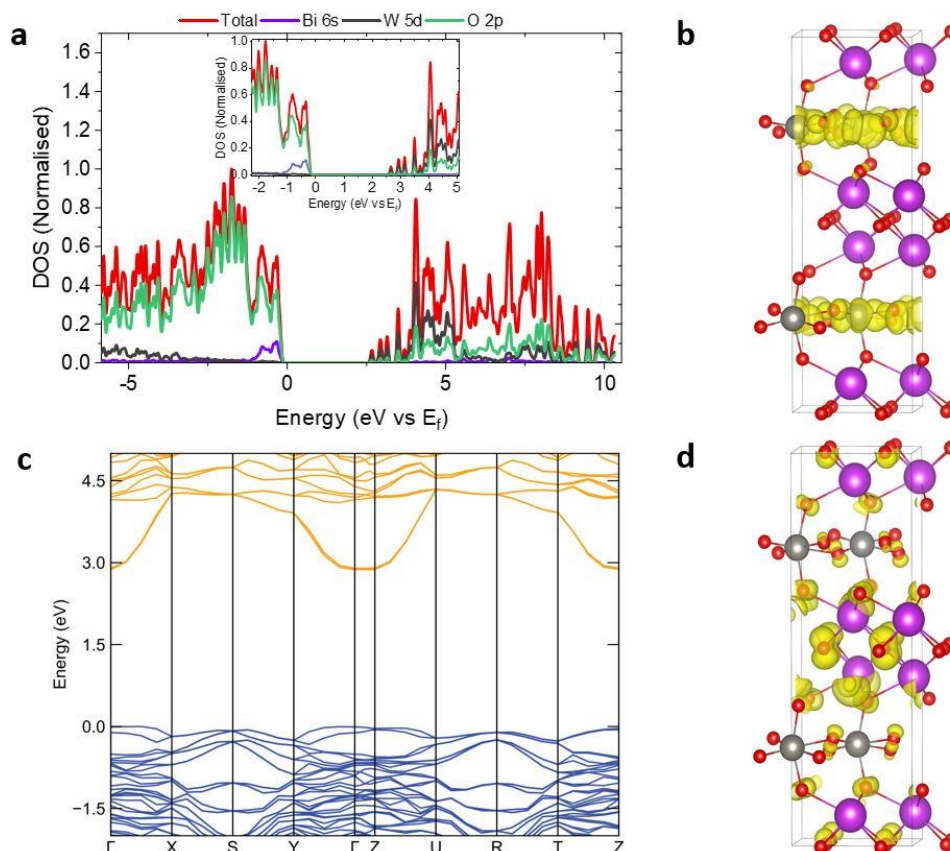 Total Bi 6s W 5d O 2p
a
1.6
1.4
1.2
1.0
0.8
0.6
0.4
0.2
0.0
DOS (Normalised)
-5 0 5 10
Energy (eV vs E_f)
1.0
0.8
0.6
0.4
0.2
0.0
DOS (Normalised)
-2 -1 0 1 2 3 4 5
Energy (eV vs E_f)
b
c
4.5
3.0
1.5
0.0
−1.5
Energy (eV)
Γ X S Y Γ Z U R T Z
d